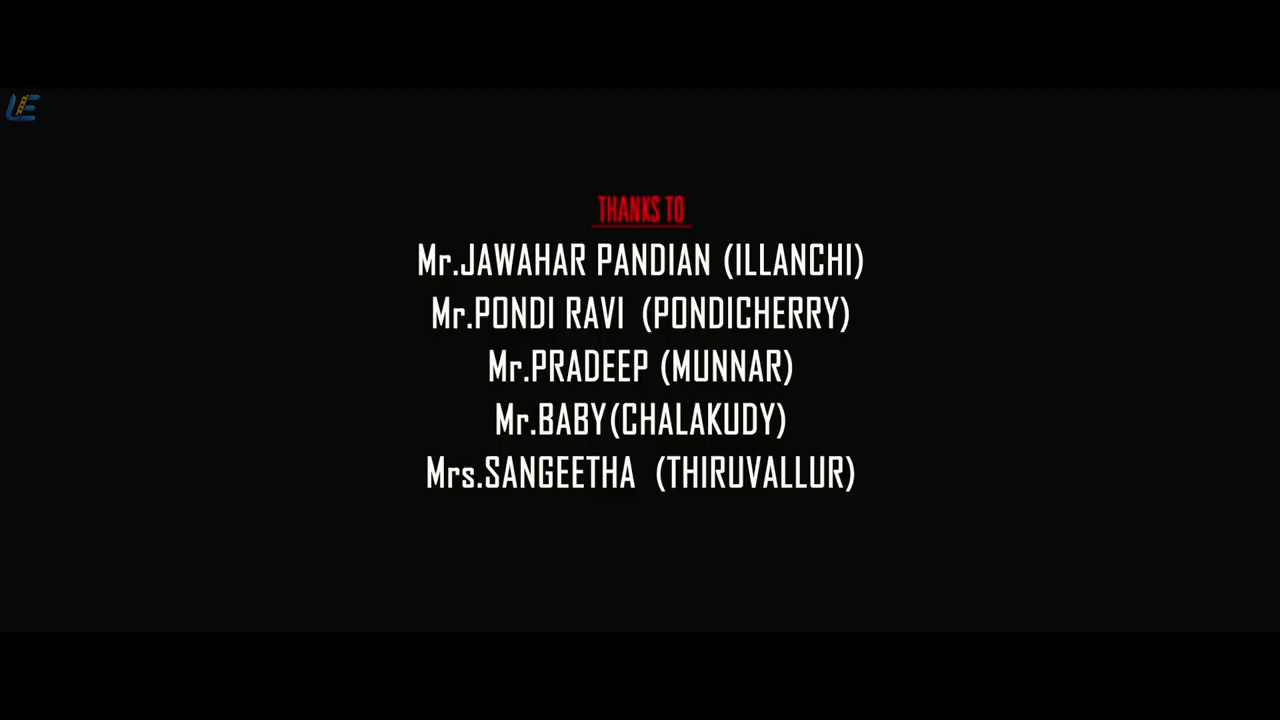 UE
THANKS TO
Mr.JAWAHAR PANDIAN (ILLANCHI)
Mr.PONDI RAVI (PONDICHERRY)
Mr.PRADEEP (MUNNAR)
Mr.BABY(CHALAKUDY)
Mrs.SANGEETHA (THIRUVALLUR)